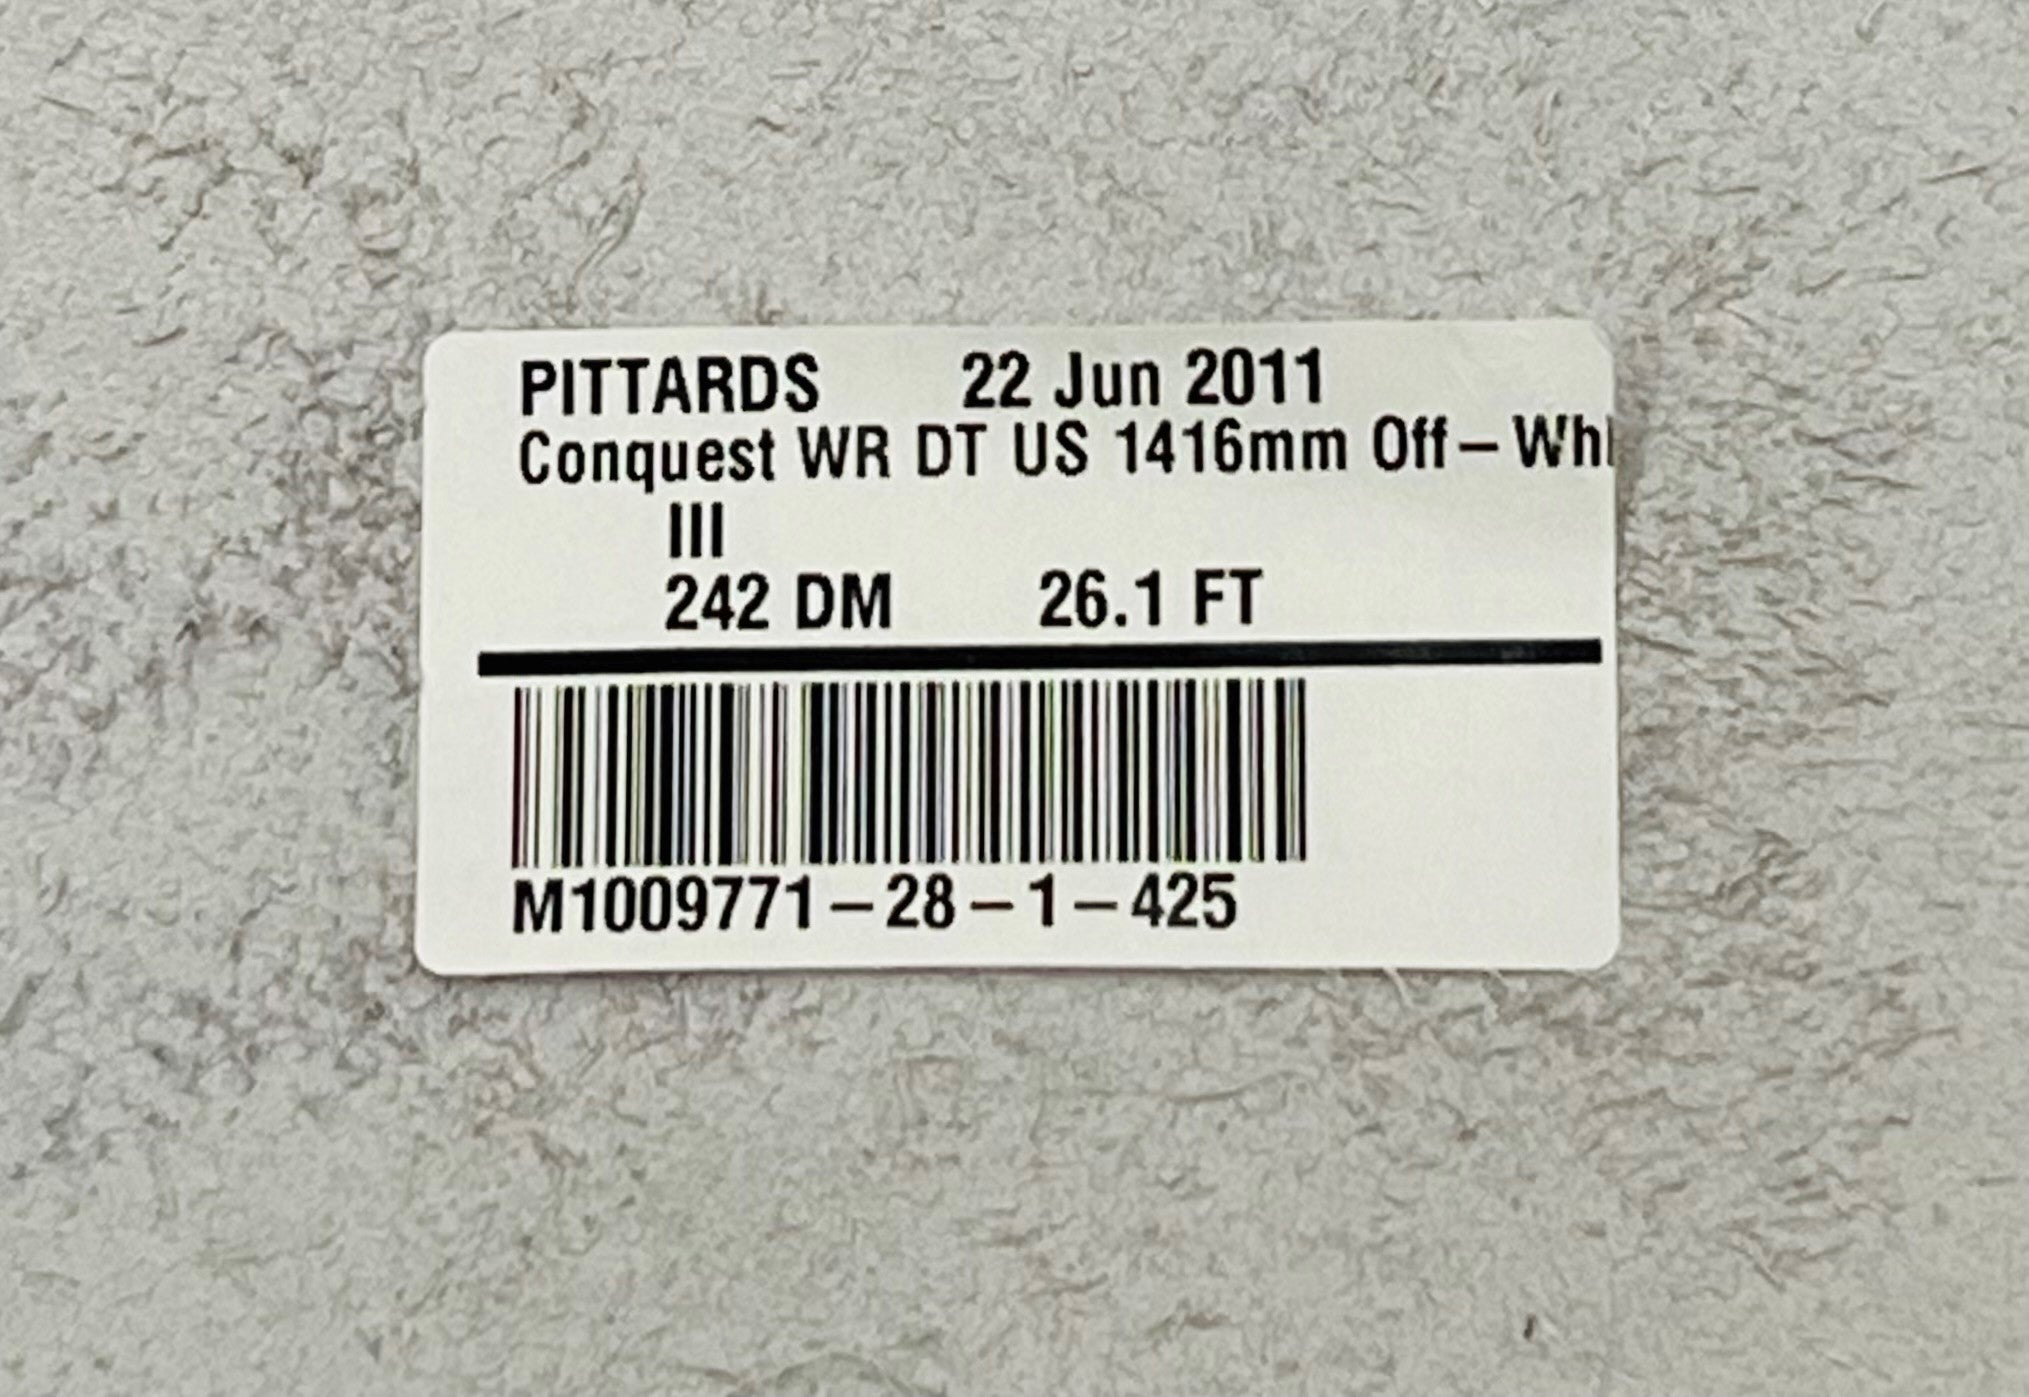 PITTARDS 22 Jun 2011
Conquest WR DT US 1416mm Off-Whi
III
242 DM 26.1 FT
M1009771-28-1-425